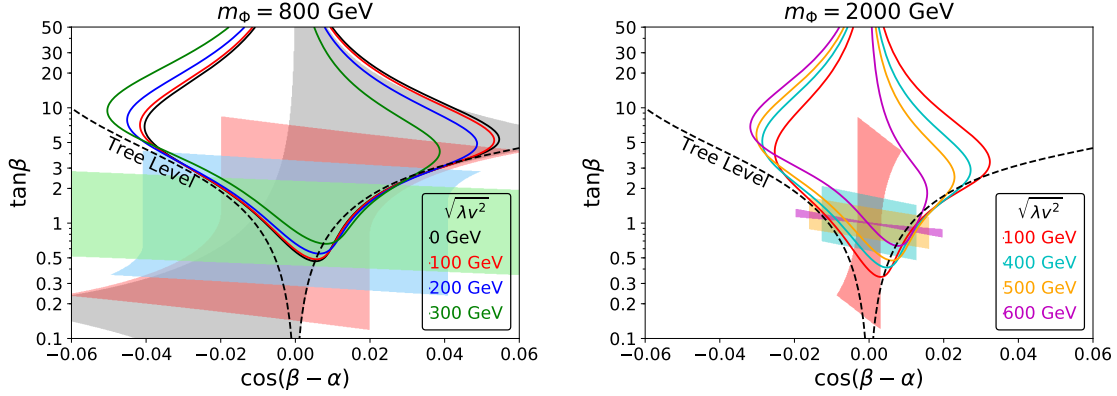 m_Φ = 800 GeV
50
30
20
10
5
3
2
1
0.5
0.3
0.2
0.1
tanβ
Tree Level
√λv²
0 GeV
100 GeV
200 GeV
300 GeV
−0.06 −0.04 −0.02 0.00 0.02 0.04 0.06
cos(β − α)
m_Φ = 2000 GeV
50
30
20
10
5
3
2
1
0.5
0.3
0.2
0.1
tanβ
Tree Level
√λv²
100 GeV
400 GeV
500 GeV
600 GeV
−0.06 −0.04 −0.02 0.00 0.02 0.04 0.06
cos(β − α)